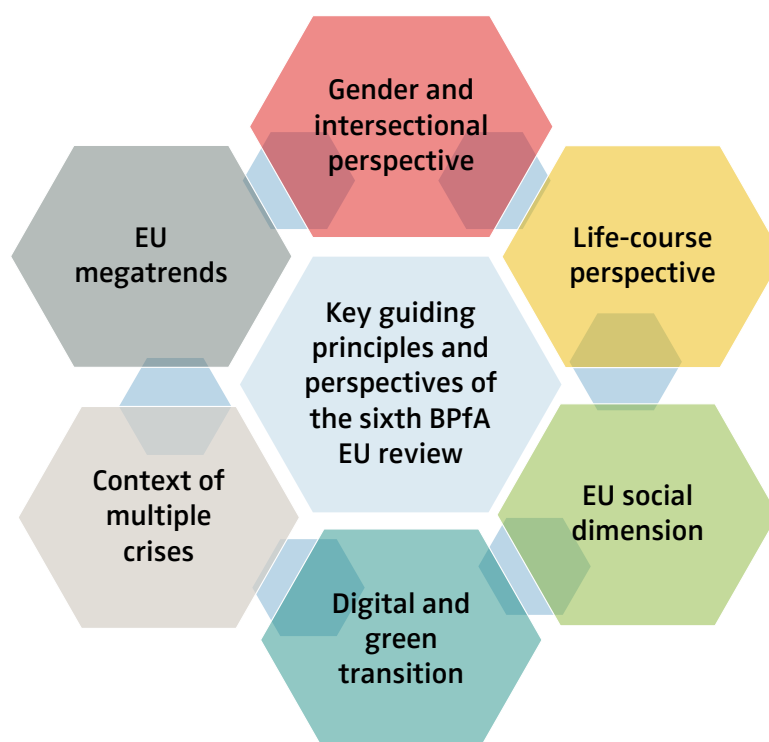 Gender and
intersectional
perspective
Life-course
perspective
EU social
dimension
Digital and
green
transition
Context of
multiple
crises
EU
megatrends
Key guiding
principles and
perspectives of
the sixth BPfA
EU review